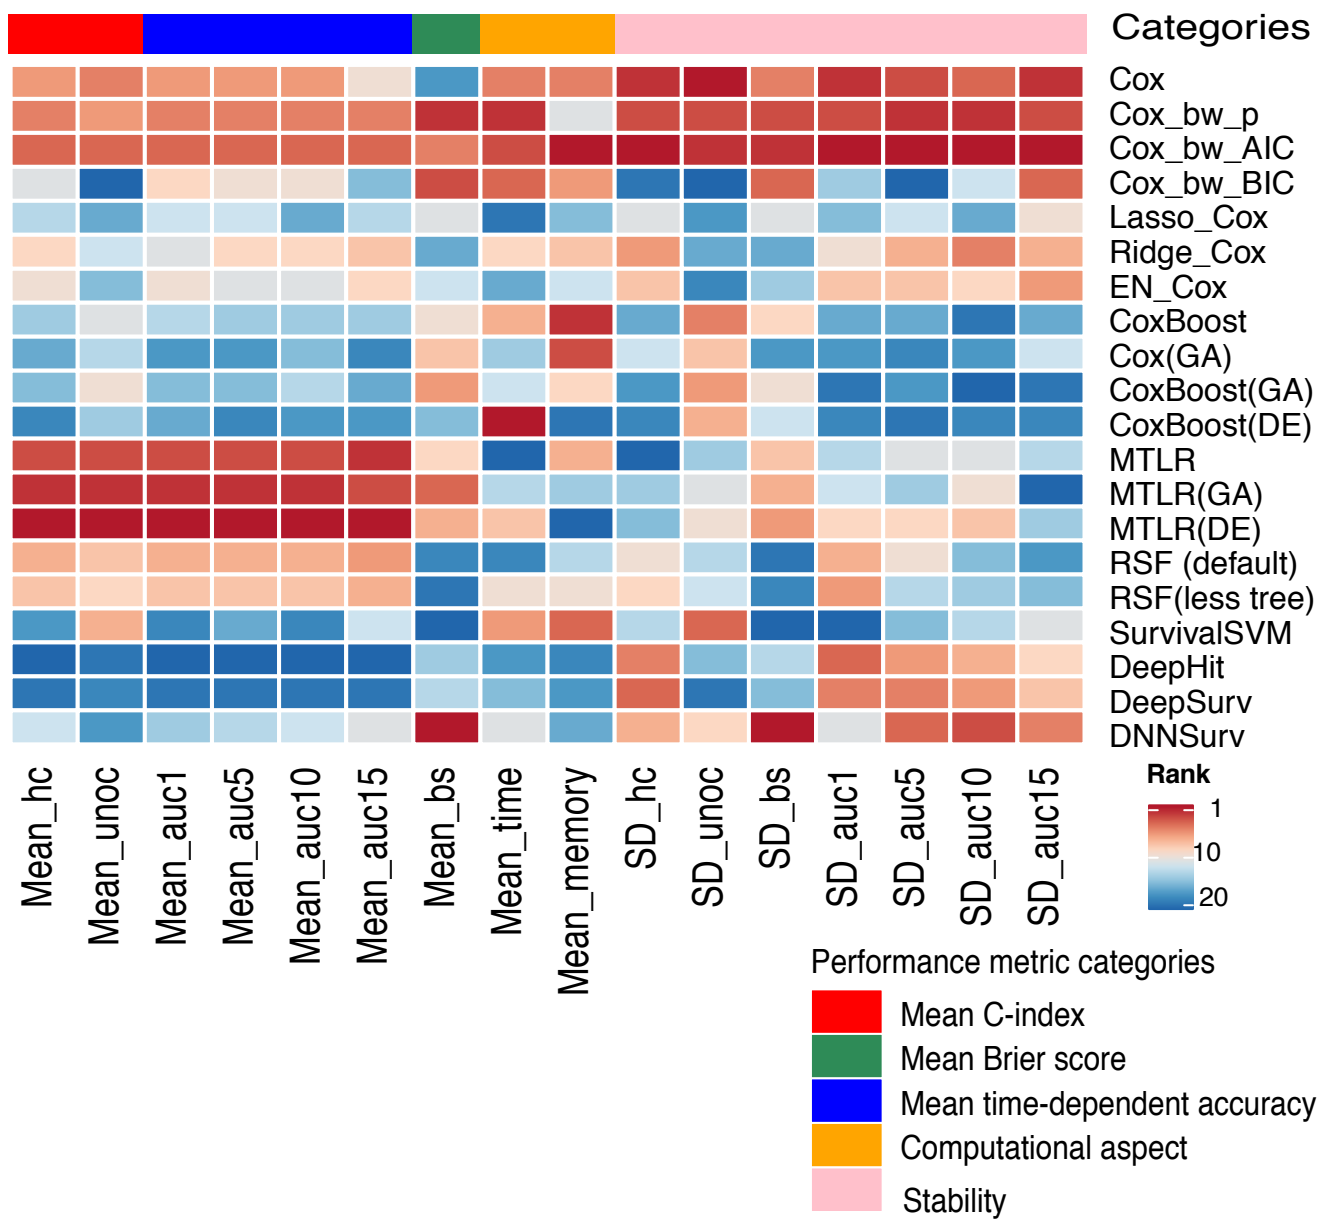 Categories
Cox
Cox_bw_p
Cox_bw_AIC
Cox_bw_BIC
Lasso_Cox
Ridge_Cox
EN_Cox
CoxBoost
Cox(GA)
CoxBoost(GA)
CoxBoost(DE)
MTLR
MTLR(GA)
MTLR(DE)
RSF (default)
RSF(less tree)
SurvivalSVM
DeepHit
DeepSurv
DNNSurv
Mean_hc
Mean_unoc
Mean_auc1
Mean_auc5
Mean_auc10
Mean_auc15
Mean_bs
Mean_time
Mean_memory
SD_hc
SD_unoc
SD_bs
SD_auc1
SD_auc5
SD_auc10
SD_auc15
Rank
1
10
20
Performance metric categories
Mean C-index
Mean Brier score
Mean time-dependent accuracy
Computational aspect
Stability